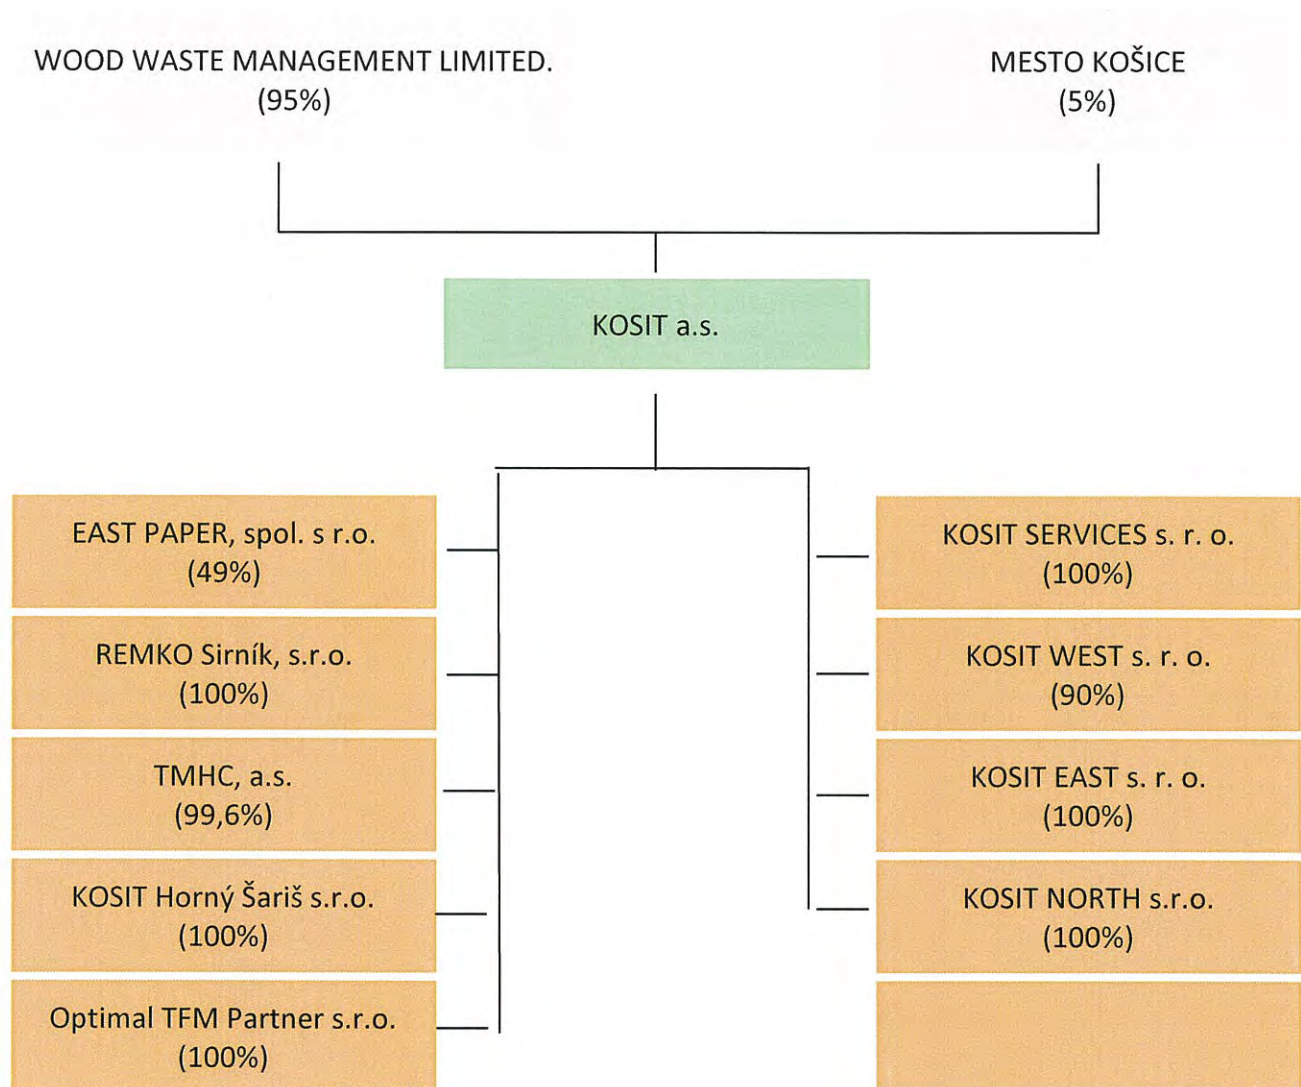 WOOD WASTE MANAGEMENT LIMITED.
(95%)
MESTO KOŠICE
(5%)
KOSIT a.s.
EAST PAPER, spol. s r.o.
(49%)
REMKO Sirník, s.r.o.
(100%)
TMHC, a.s.
(99,6%)
KOSIT Horný Šariš s.r.o.
(100%)
Optimal TFM Partner s.r.o.
(100%)
KOSIT SERVICES s. r. o.
(100%)
KOSIT WEST s. r. o.
(90%)
KOSIT EAST s. r. o.
(100%)
KOSIT NORTH s.r.o.
(100%)